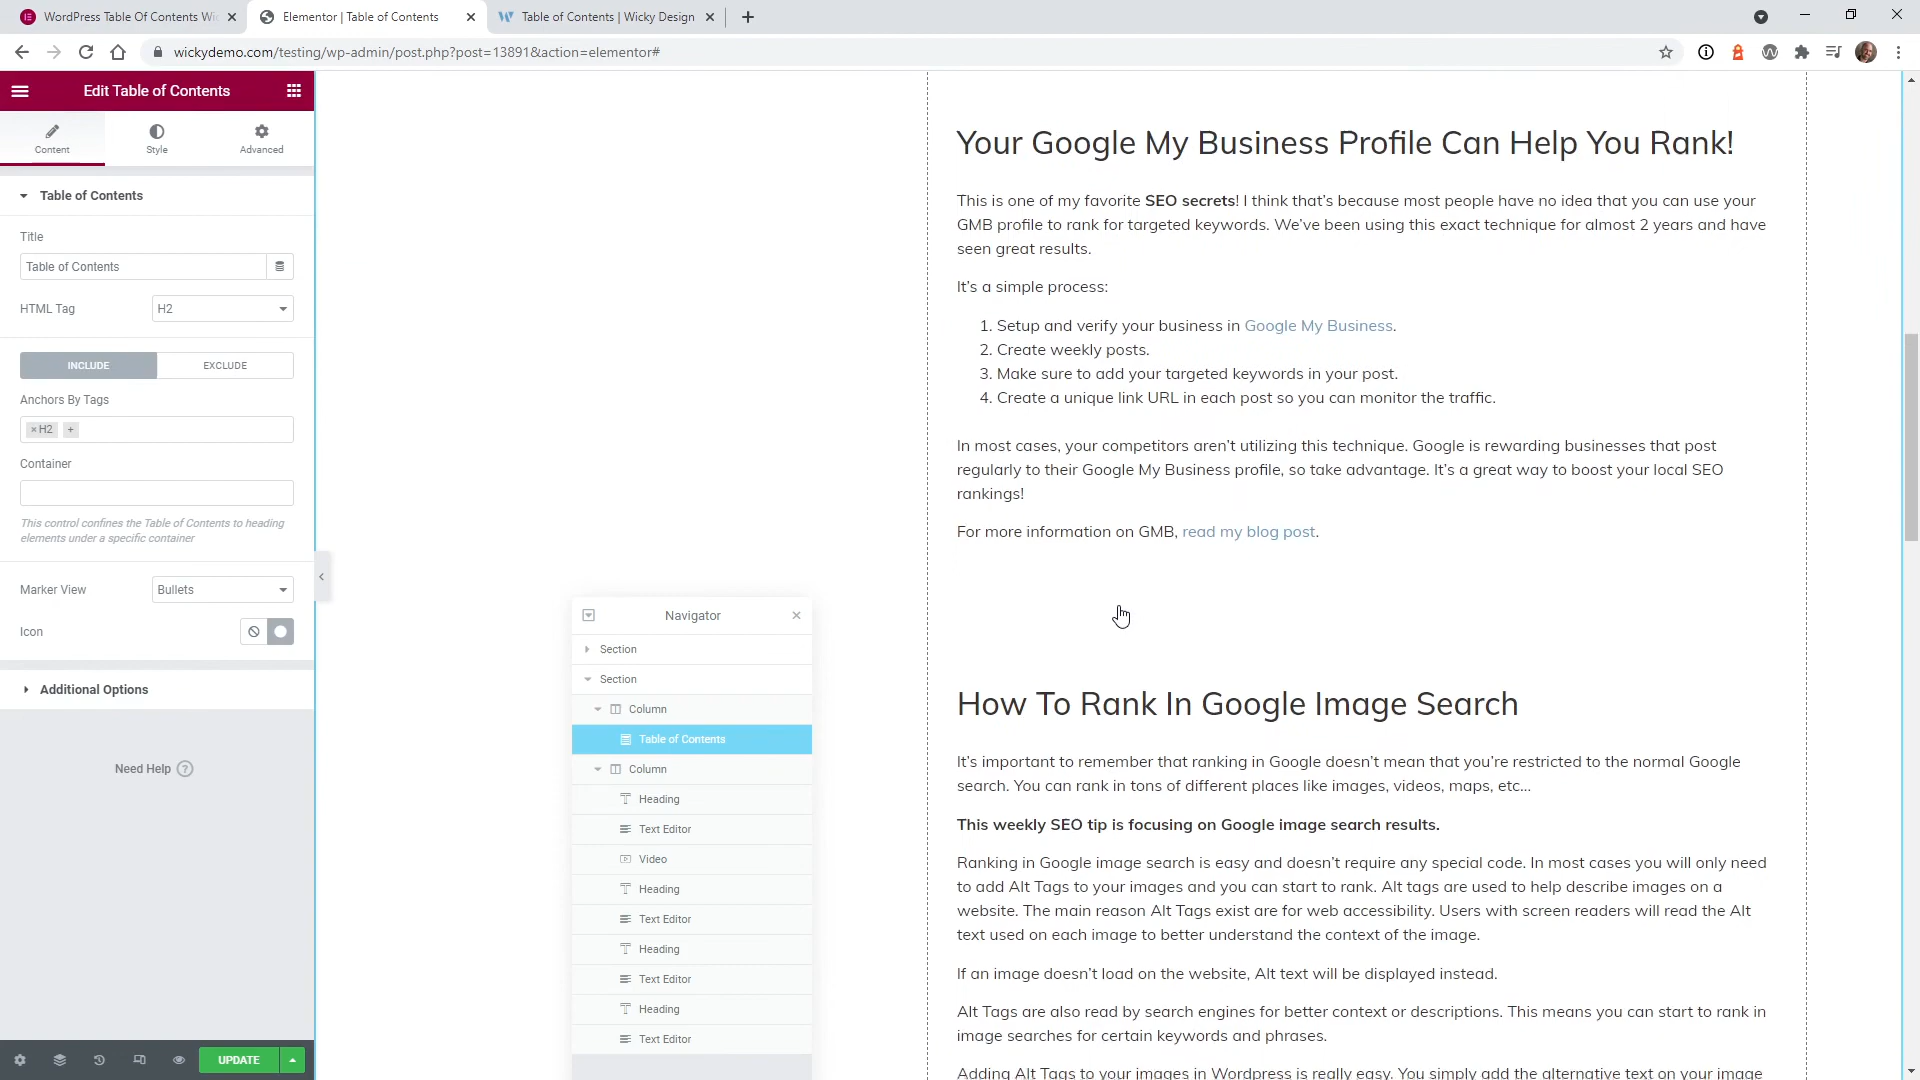 WordPress Table Of Contents Wi
Elementor | Table of Contents
Table of Contents | Wicky Design
wickydemo.com/testing/wp-admin/post.php?post=13891&action=elementor#
Edit Table of Contents
Content
Style
Advanced
Table of Contents
Title
Table of Contents
HTML Tag
H2
INCLUDE
EXCLUDE
Anchors By Tags
× H2 +
Container
This control confines the Table of Contents to heading
elements under a specific container
Marker View
Bullets
Icon
Additional Options
Need Help ?
UPDATE
Navigator
Section
Section
Column
Table of Contents
Column
Heading
Text Editor
Video
Heading
Text Editor
Heading
Text Editor
Heading
Text Editor
Your Google My Business Profile Can Help You Rank!
This is one of my favorite SEO secrets! I think that’s because most people have no idea that you can use your
GMB profile to rank for targeted keywords. We’ve been using this exact technique for almost 2 years and have
seen great results.
It’s a simple process:
1. Setup and verify your business in Google My Business.
2. Create weekly posts.
3. Make sure to add your targeted keywords in your post.
4. Create a unique link URL in each post so you can monitor the traffic.
In most cases, your competitors aren’t utilizing this technique. Google is rewarding businesses that post
regularly to their Google My Business profile, so take advantage. It’s a great way to boost your local SEO
rankings!
For more information on GMB, read my blog post.
How To Rank In Google Image Search
It’s important to remember that ranking in Google doesn’t mean that you’re restricted to the normal Google
search. You can rank in tons of different places like images, videos, maps, etc…
This weekly SEO tip is focusing on Google image search results.
Ranking in Google image search is easy and doesn’t require any special code. In most cases you will only need
to add Alt Tags to your images and you can start to rank. Alt tags are used to help describe images on a
website. The main reason Alt Tags exist are for web accessibility. Users with screen readers will read the Alt
text used on each image to better understand the context of the image.
If an image doesn’t load on the website, Alt text will be displayed instead.
Alt Tags are also read by search engines for better context or descriptions. This means you can start to rank in
image searches for certain keywords and phrases.
Adding Alt Tags to your images in Wordpress is really easy. You simply add the alternative text on your image